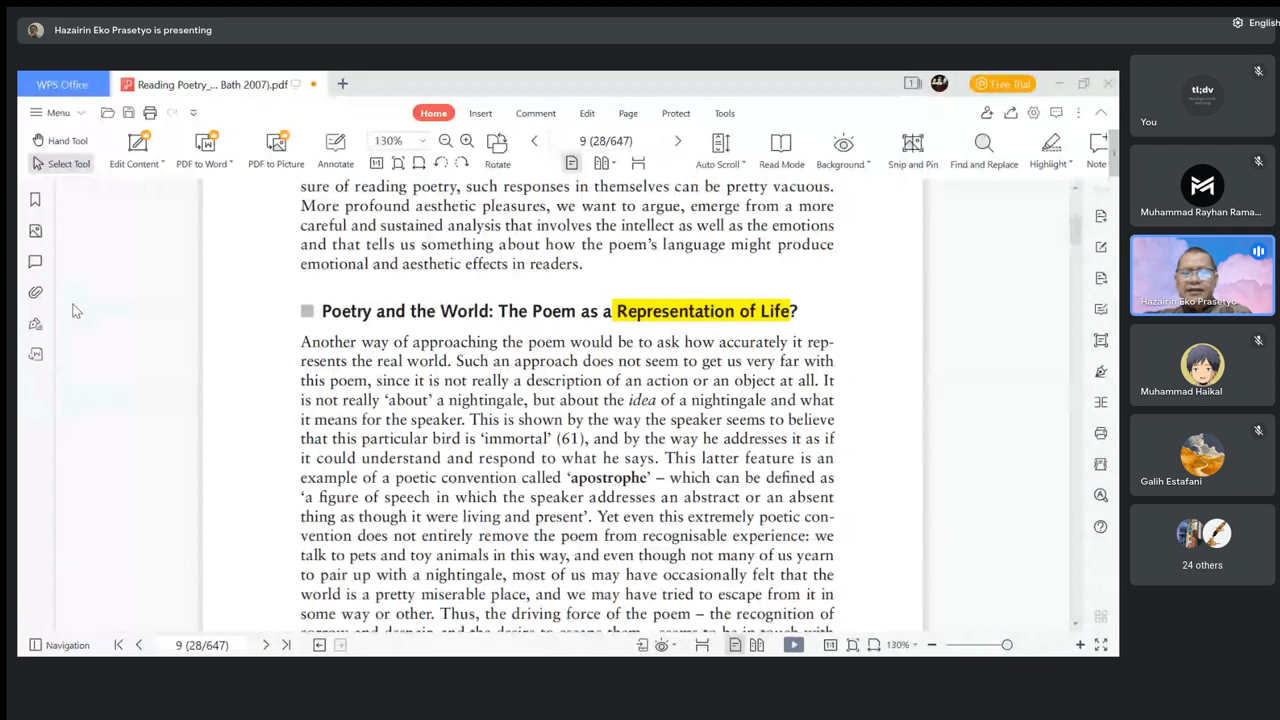 Hazairin Eko Prasetyo is presenting
English
WPS Office
Reading Poetry_... Bath 2007).pdf
Free Trial
Menu
Home
Insert
Comment
Edit
Page
Protect
Tools
Hand Tool
Select Tool
Edit Content
PDF to Word
PDF to Picture
Annotate
130%
Rotate
9 (28/647)
Auto Scroll
Read Mode
Background
Snip and Pin
Find and Replace
Highlight
Note
sure of reading poetry, such responses in themselves can be pretty vacuous.
More profound aesthetic pleasures, we want to argue, emerge from a more
careful and sustained analysis that involves the intellect as well as the emotions
and that tells us something about how the poem's language might produce
emotional and aesthetic effects in readers.
Poetry and the World: The Poem as a Representation of Life?
Another way of approaching the poem would be to ask how accurately it rep-
resents the real world. Such an approach does not seem to get us very far with
this poem, since it is not really a description of an action or an object at all. It
is not really 'about' a nightingale, but about the idea of a nightingale and what
it means for the speaker. This is shown by the way the speaker seems to believe
that this particular bird is 'immortal' (61), and by the way he addresses it as if
it could understand and respond to what he says. This latter feature is an
example of a poetic convention called 'apostrophe' – which can be defined as
'a figure of speech in which the speaker addresses an abstract or an absent
thing as though it were living and present'. Yet even this extremely poetic con-
vention does not entirely remove the poem from recognisable experience: we
talk to pets and toy animals in this way, and even though not many of us yearn
to pair up with a nightingale, most of us may have occasionally felt that the
world is a pretty miserable place, and we may have tried to escape from it in
some way or other. Thus, the driving force of the poem – the recognition of
sorrow and despair and the desire to escape them – seems to be in touch with
Navigation
9 (28/647)
130%
tl;dv
You
Muhammad Rayhan Rama...
Hazairin Eko Prasetyo
Muhammad Haikal
Galih Estafani
24 others